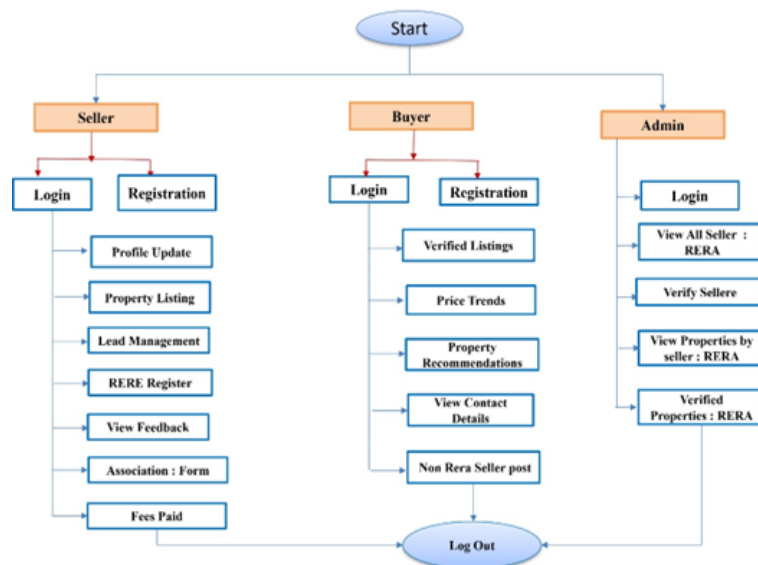 Start
Seller
Buyer
Admin
Login
Registration
Login
Registration
Login
Profile Update
Property Listing
Lead Management
RERE Register
View Feedback
Association : Form
Fees Paid
Verified Listings
Price Trends
Property
Recommendations
View Contact
Details
Non Rera Seller post
View All Seller :
RERA
Verify Sellere
View Properties by
seller : RERA
Verified
Properties : RERA
Log Out